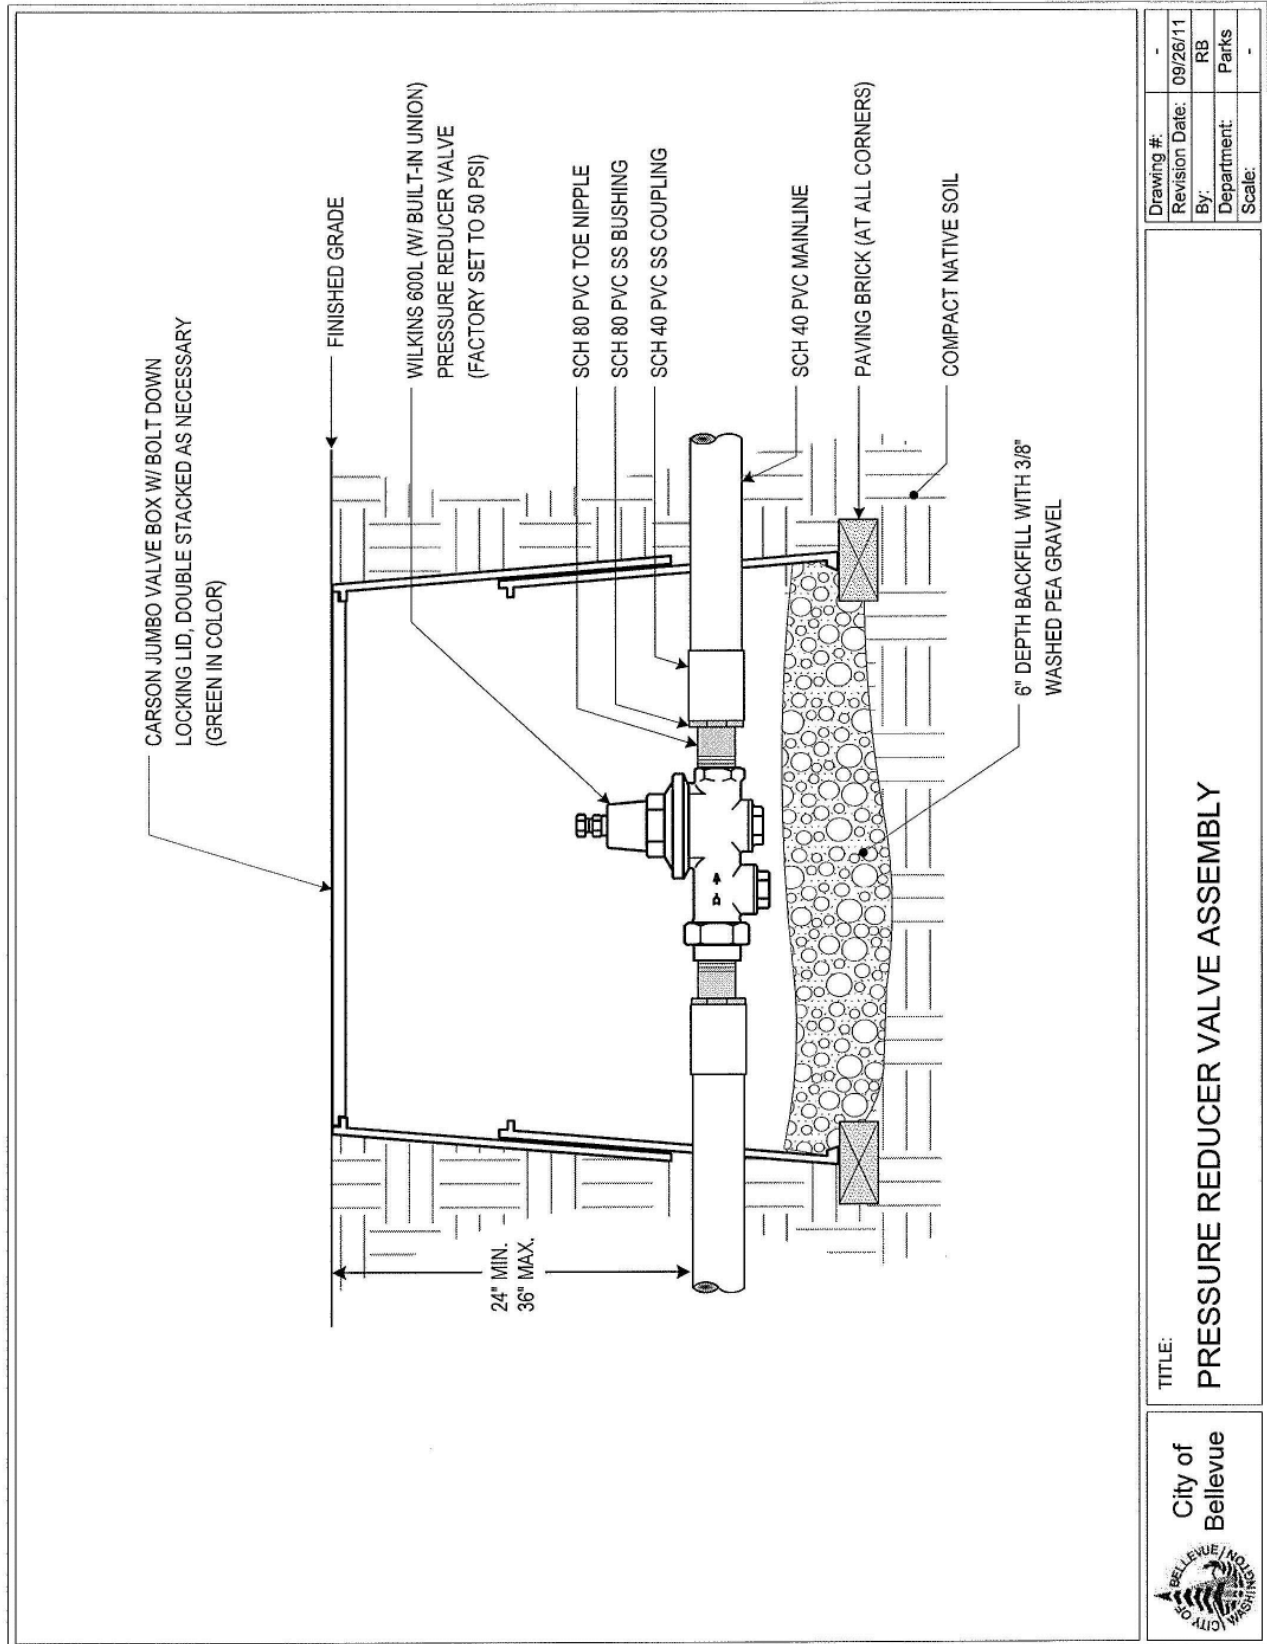 CARSON JUMBO VALVE BOX W/ BOLT DOWN
LOCKING LID, DOUBLE STACKED AS NECESSARY
(GREEN IN COLOR)
FINISHED GRADE
WILKINS 600L (W/ BUILT-IN UNION)
PRESSURE REDUCER VALVE
(FACTORY SET TO 50 PSI)
SCH 80 PVC TOE NIPPLE
SCH 80 PVC SS BUSHING
SCH 40 PVC SS COUPLING
24" MIN.
36" MAX.
SCH 40 PVC MAINLINE
PAVING BRICK (AT ALL CORNERS)
COMPACT NATIVE SOIL
6" DEPTH BACKFILL WITH 3/8"
WASHED PEA GRAVEL
CITY OF BELLEVUE
WASHINGTON
City of
Bellevue
TITLE:
PRESSURE REDUCER VALVE ASSEMBLY
Drawing #: -
Revision Date: 09/26/11
By: RB
Department: Parks
Scale: -